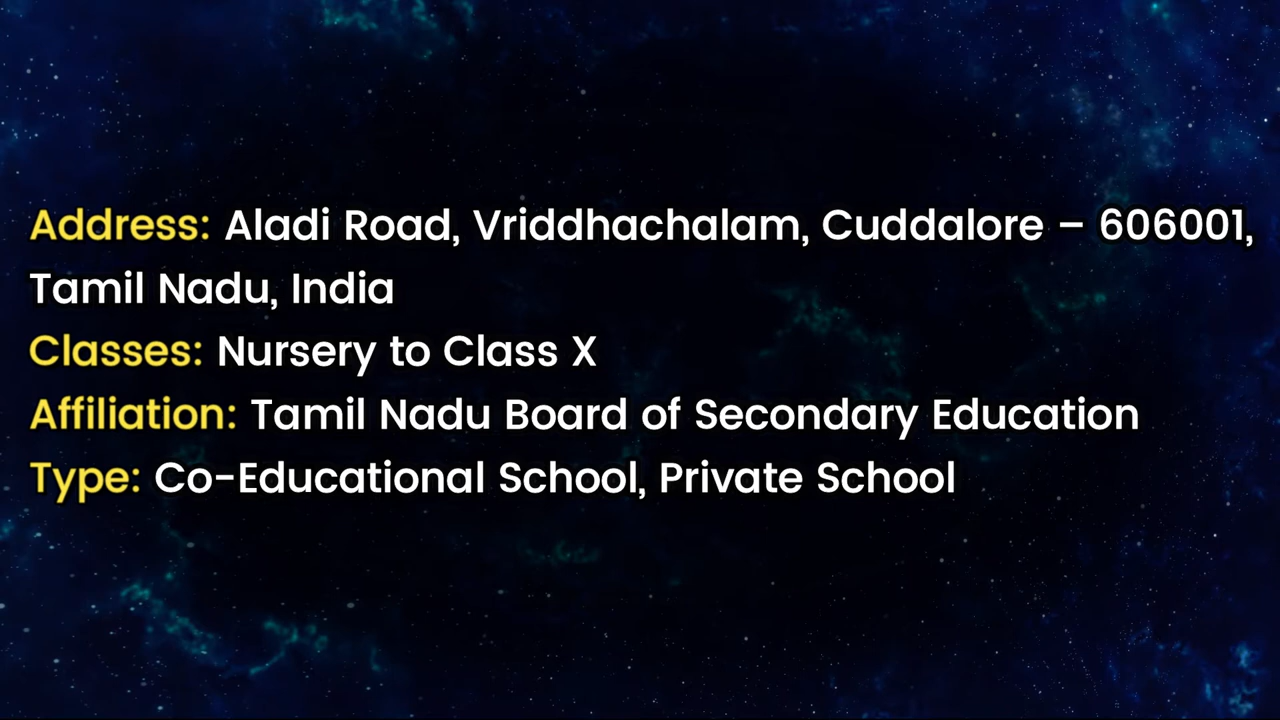 Address: Aladi Road, Vriddhachalam, Cuddalore – 606001,
Tamil Nadu, India
Classes: Nursery to Class X
Affiliation: Tamil Nadu Board of Secondary Education
Type: Co-Educational School, Private School